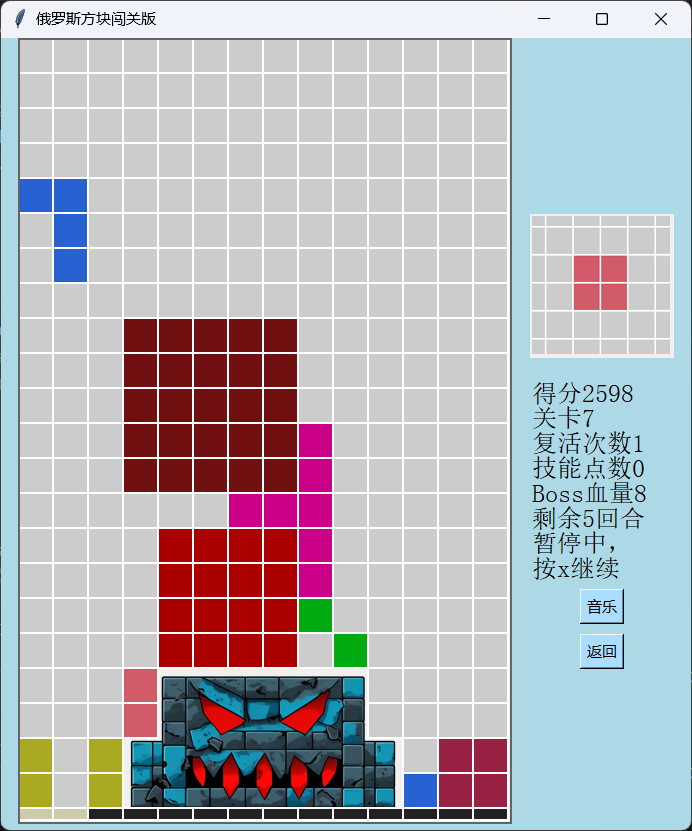 俄罗斯方块闯关版
得分2598
关卡7
复活次数1
技能点数0
Boss血量8
剩余5回合
暂停中，
按x继续
音乐
返回